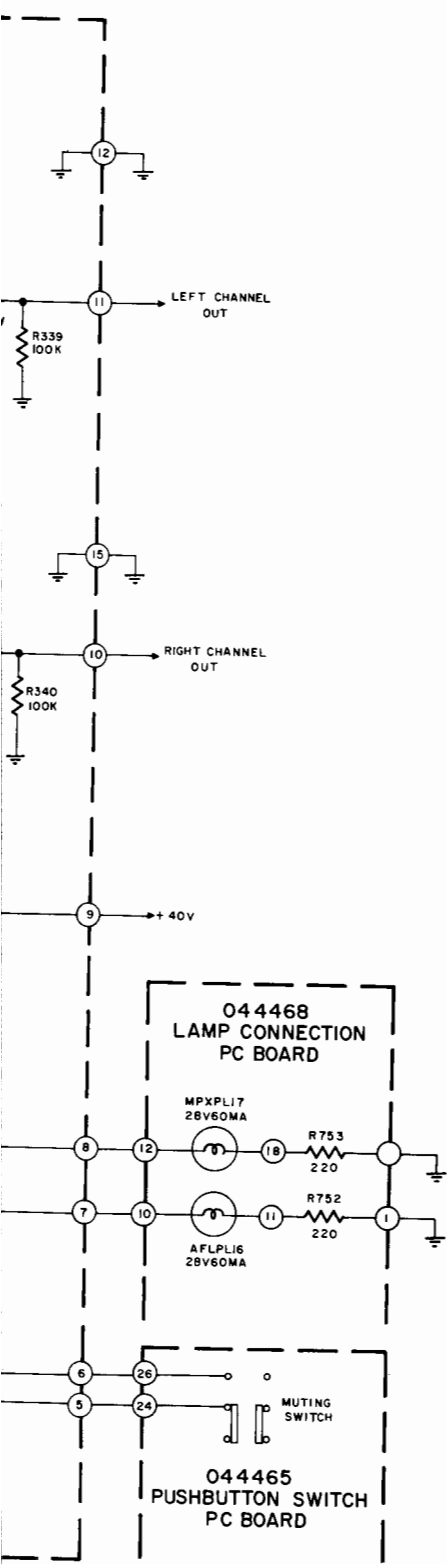 12
11
LEFT CHANNEL
OUT
R339
100K
15
10
RIGHT CHANNEL
OUT
R340
100K
9
+ 40V
044468
LAMP CONNECTION
PC BOARD
MPXPL17
28V60MA
8
12
18
R753
220
7
10
11
R752
220
1
AFLPL16
28V60MA
6
26
5
24
MUTING
SWITCH
044465
PUSHBUTTON SWITCH
PC BOARD